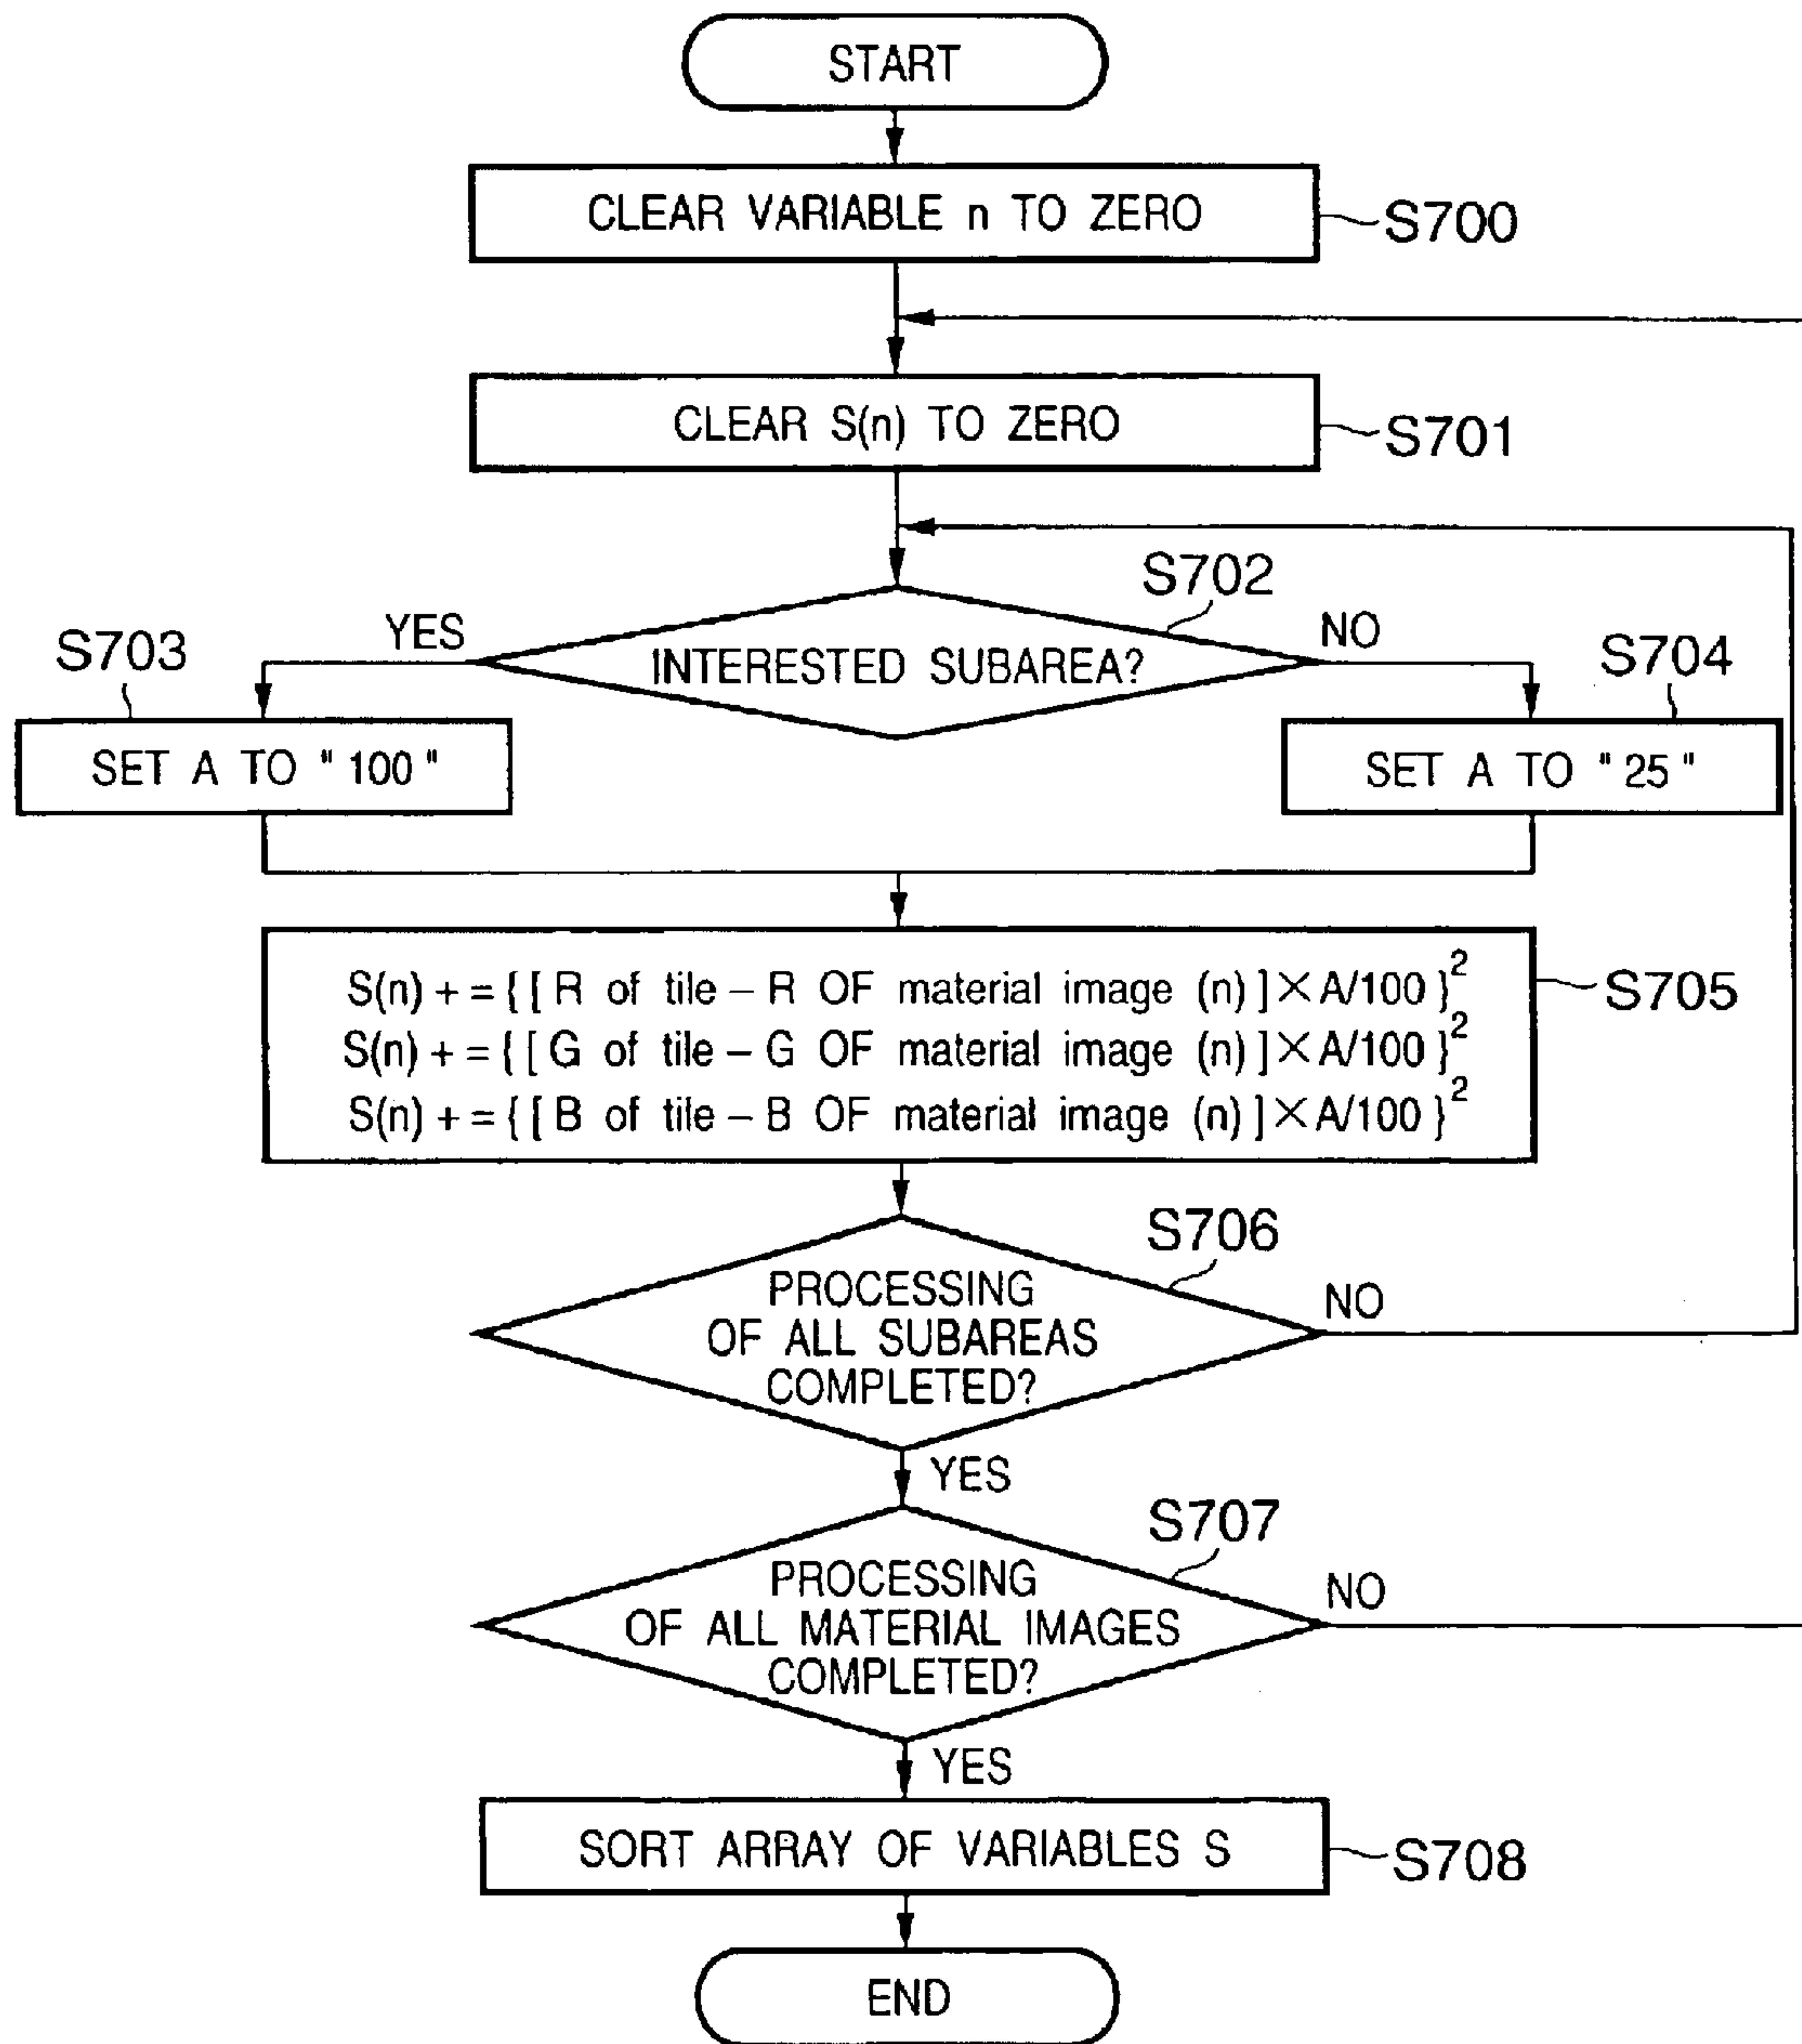 START
CLEAR VARIABLE n TO ZERO
S700
CLEAR S(n) TO ZERO
S701
S702
YES
NO
S703
INTERESTED SUBAREA?
S704
SET A TO "100"
SET A TO "25"
S(n) + = { [ R of tile – R OF material image (n) ] × A/100 }²
S(n) + = { [ G of tile – G OF material image (n) ] × A/100 }²
S(n) + = { [ B of tile – B OF material image (n) ] × A/100 }²
S705
S706
PROCESSING
OF ALL SUBAREAS
COMPLETED?
NO
YES
S707
PROCESSING
OF ALL MATERIAL IMAGES
COMPLETED?
NO
YES
SORT ARRAY OF VARIABLES S
S708
END